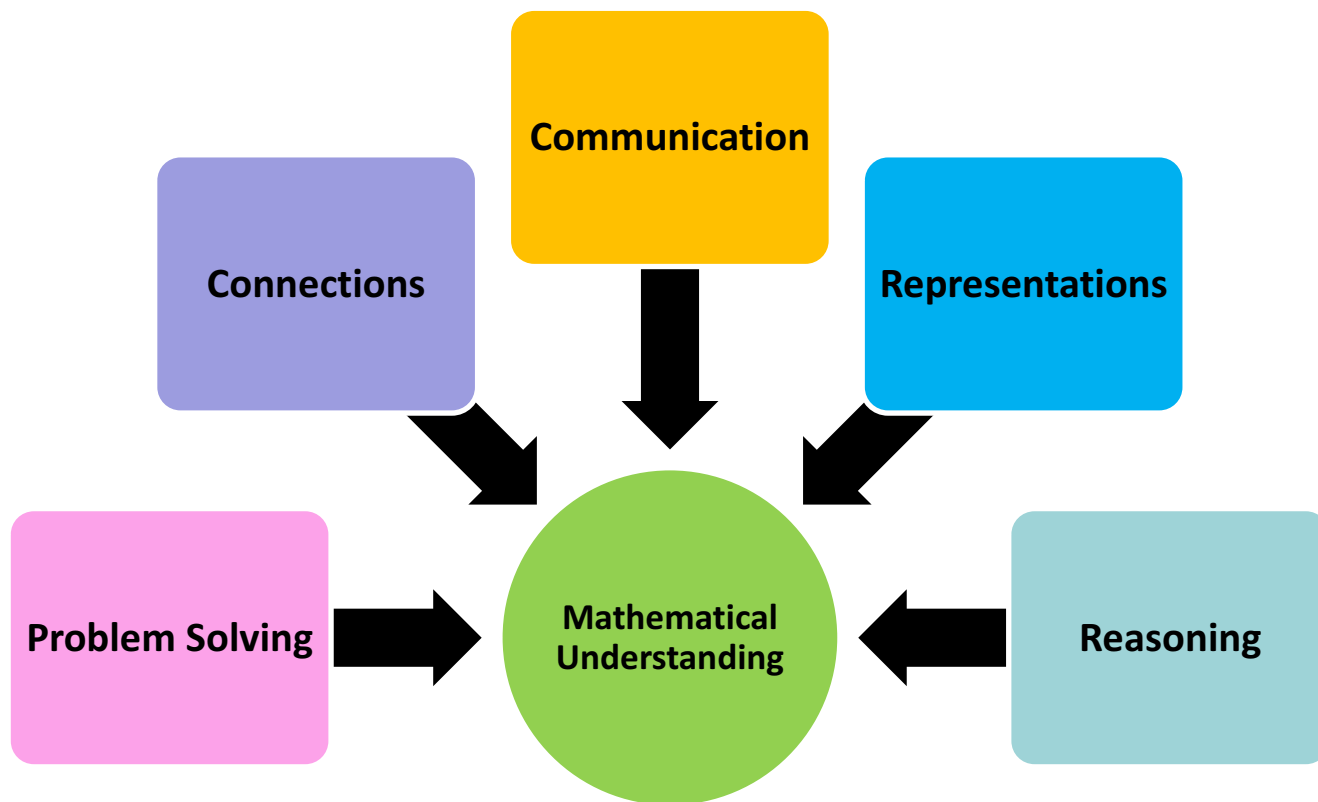 Communication
Connections
Representations
Problem Solving
Mathematical
Understanding
Reasoning